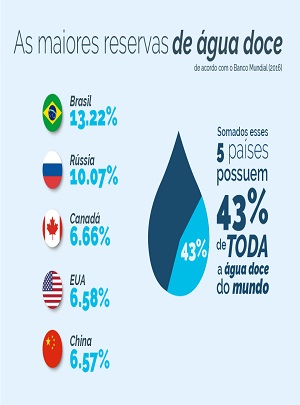 As maiores reservas de água doce
de acordo com o Banco Mundial (2016)
Brasil
13.22%
Rússia
10.07%
Canadá
6.66%
EUA
6.58%
China
6.57%
Somados esses
5 países
possuem
43%
de TODA
a água doce
do mundo
43%